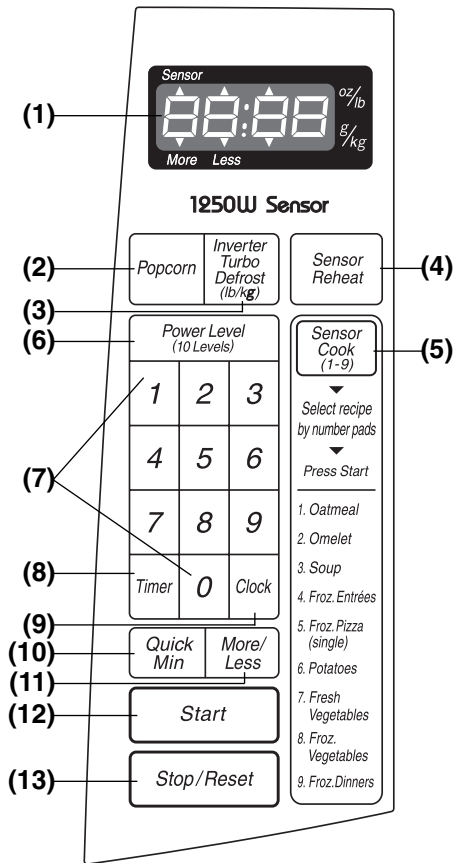 Sensor
(1)
88:88
oz/lb
g/kg
More Less
1250W Sensor
(2)
Popcorn
Inverter
Turbo
Defrost
(lb/kg)
(3)
Sensor
Reheat
(4)
(6)
Power Level
(10 Levels)
1 2 3
4 5 6
(7)
7 8 9
(8)
Timer 0 Clock
(9)
(10)
Quick
Min
More/
Less
(11)
(12)
Start
(13)
Stop/Reset
Sensor
Cook
(1-9)
(5)
Select recipe
by number pads
Press Start
1. Oatmeal
2. Omelet
3. Soup
4. Froz. Entrées
5. Froz. Pizza
(single)
6. Potatoes
7. Fresh
Vegetables
8. Froz.
Vegetables
9. Froz. Dinners